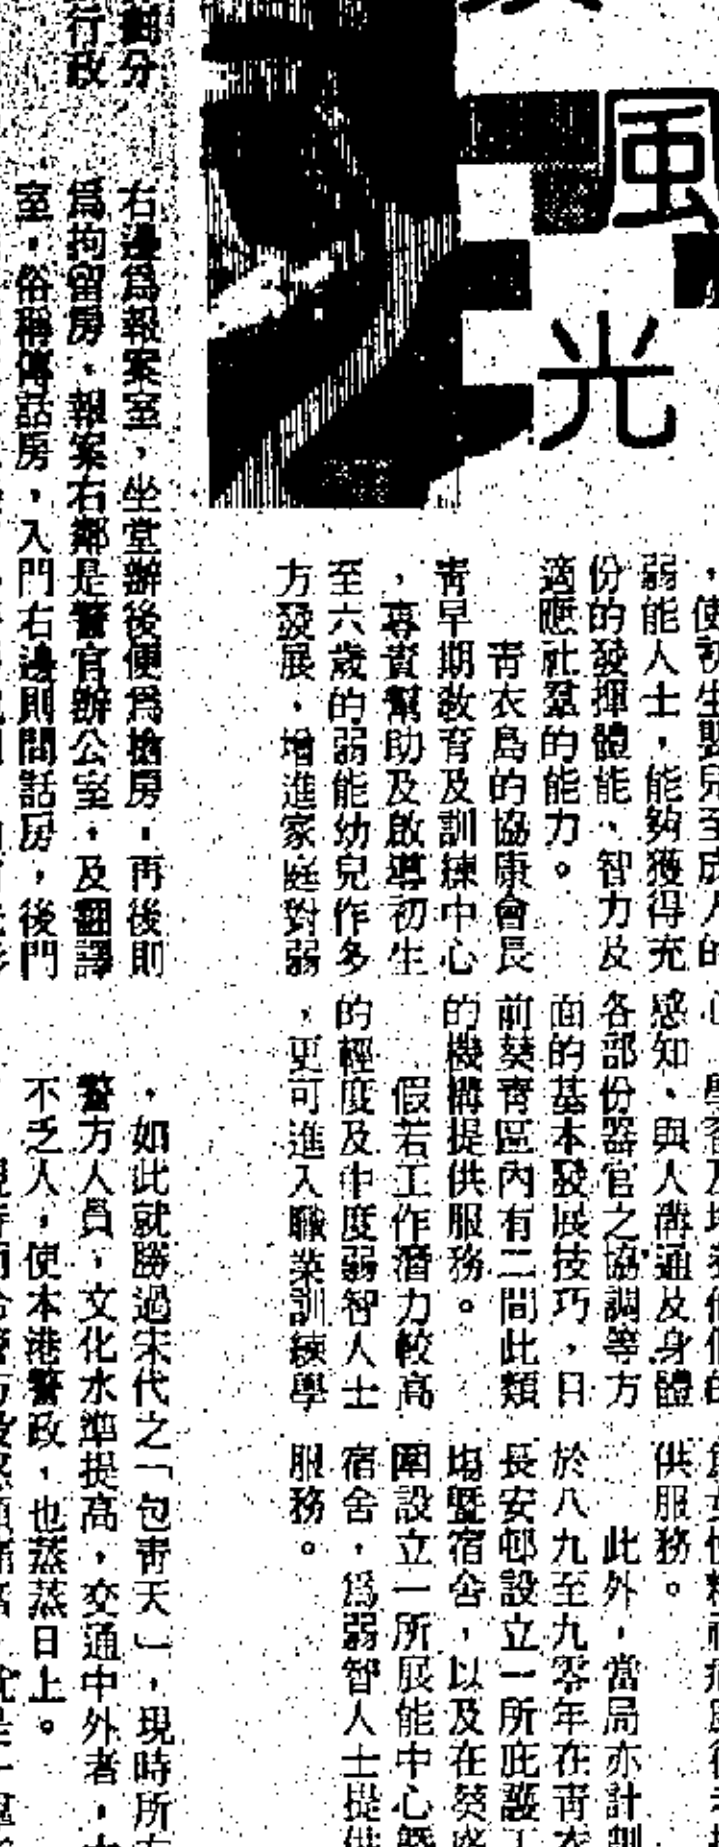 風
光
弱能人士，能夠獲得充
份的發揮體能、智力及
適應社羣的能力。
青衣島的協康會長
青早期教育及訓練中心
，專責幫助及啟導初生
至六歲的弱能幼兒作多
方發展，增進家庭對弱
感知、與人溝通及身體
各部份器官之協調等方
面的基本發展技巧，日
前葵青區內有二間此類
的機構提供服務。
假若工作潛力較高
的輕度及中度弱智人士
，更可進入職業訓練學
供服務。
此外，當局亦計劃
於八九至九零年在青衣
長安邨設立一所庇護工
場暨宿舍，以及在葵盛
圍設立一所展能中心暨
宿舍，爲弱智人士提供
服務。
劃分
行政
右邊爲報案室，坐堂辦後便爲槍房，再後則
爲拘留房，報案右鄰是警官辦公室，及翻譯
室，俗稱傳話房，入門右邊則問話房，後門
，如此就勝過宋代之「包青天」，現時所有
警方人員，文化水準提高，交通中外者，大
不乏人，使本港警政，也蒸蒸日上。